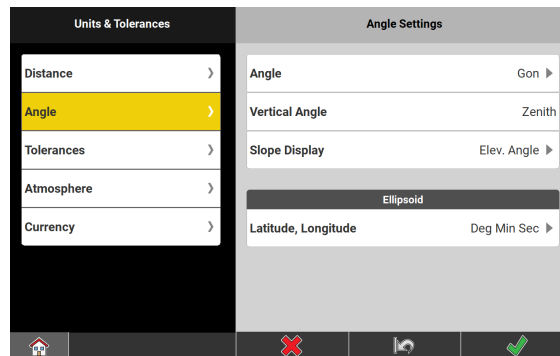 Units & Tolerances
Distance
Angle
Tolerances
Atmosphere
Currency
Angle Settings
Angle Gon
Vertical Angle Zenith
Slope Display Elev. Angle
Ellipsoid
Latitude, Longitude Deg Min Sec